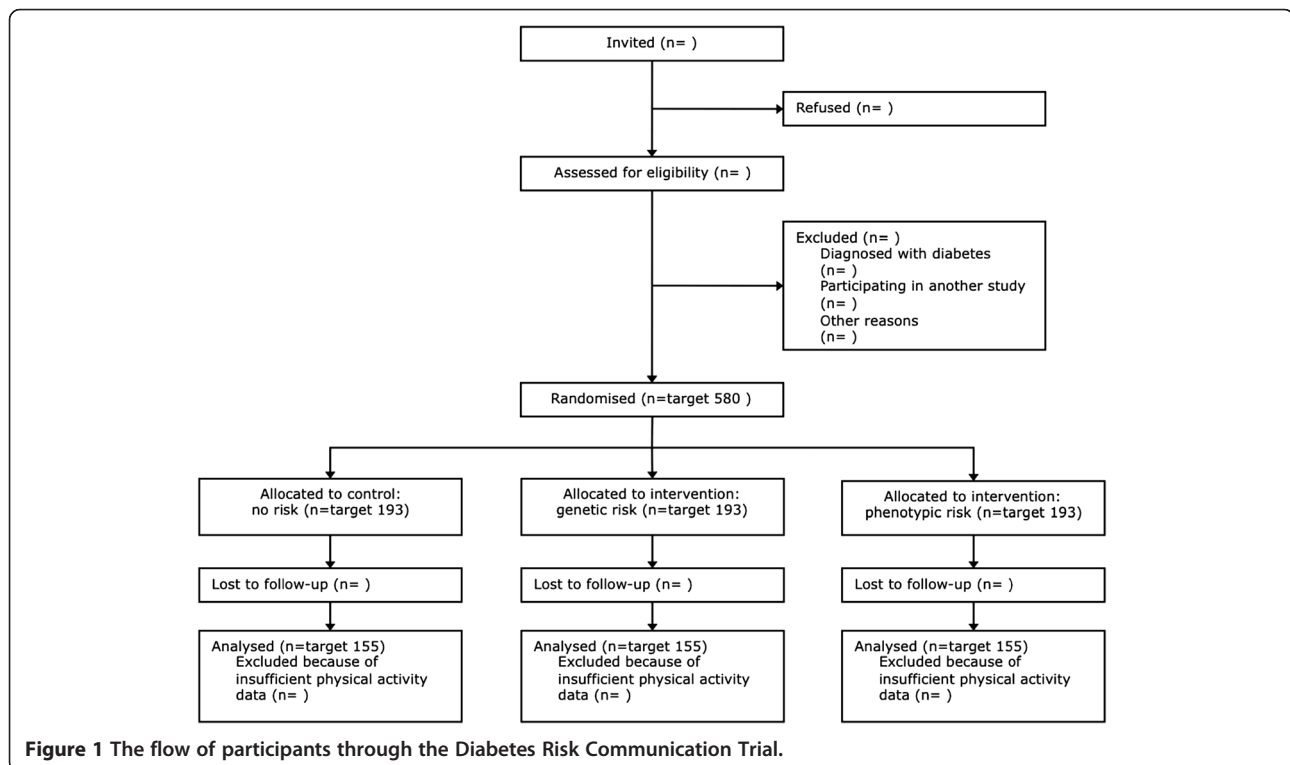 Invited (n= )
Refused (n= )
Assessed for eligibility (n= )
Excluded (n= )
Diagnosed with diabetes
(n= )
Participating in another study
(n= )
Other reasons
(n= )
Randomised (n=target 580 )
Allocated to control:
no risk (n=target 193)
Allocated to intervention:
genetic risk (n=target 193)
Allocated to intervention:
phenotypic risk (n=target 193)
Lost to follow-up (n= )
Lost to follow-up (n= )
Lost to follow-up (n= )
Analysed (n=target 155)
Excluded because of
insufficient physical activity
data (n= )
Analysed (n=target 155)
Excluded because of
insufficient physical activity
data (n= )
Analysed (n=target 155)
Excluded because of
insufficient physical activity
data (n= )
Figure 1 The flow of participants through the Diabetes Risk Communication Trial.